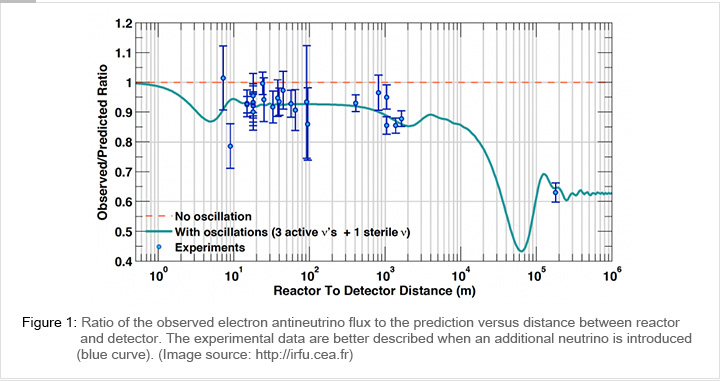 1.2
1.1
1
0.9
0.8
0.7
0.6
0.5
0.4
Observed/Predicted Ratio
No oscillation
With oscillations (3 active ν's + 1 sterile ν)
Experiments
10⁰ 10¹ 10² 10³ 10⁴ 10⁵ 10⁶
Reactor To Detector Distance (m)
Figure 1: Ratio of the observed electron antineutrino flux to the prediction versus distance between reactor
and detector. The experimental data are better described when an additional neutrino is introduced
(blue curve). (Image source: http://irfu.cea.fr)